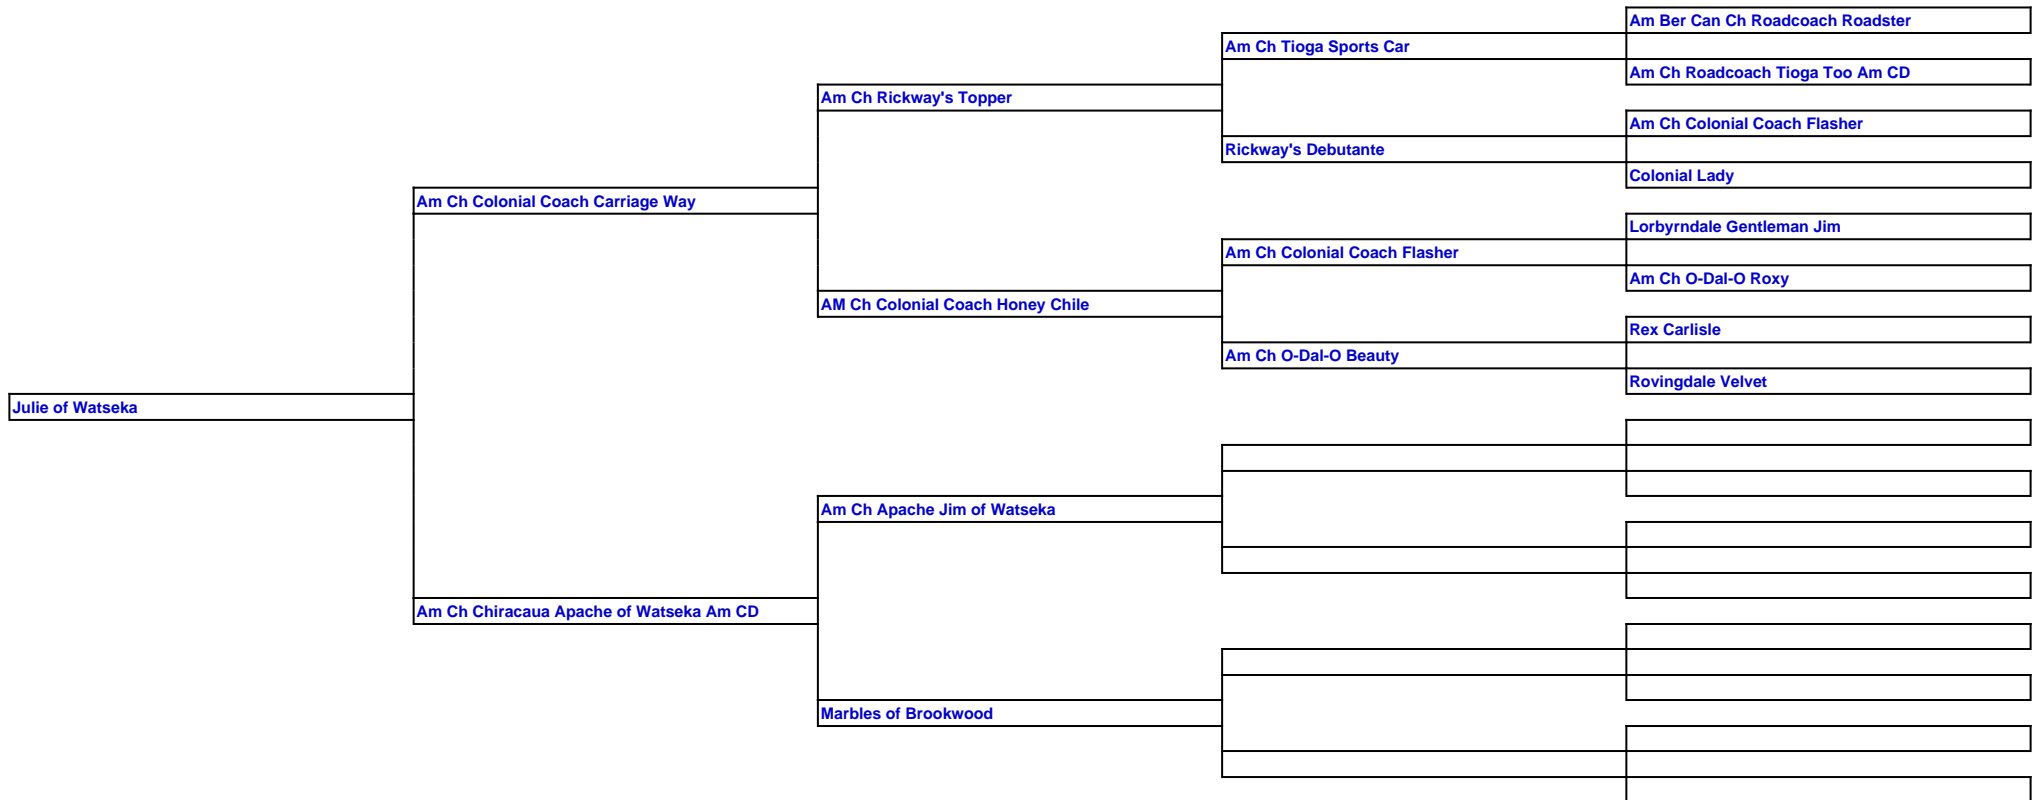 Am Ber Can Ch Roadcoach Roadster
Am Ch Tioga Sports Car
Am Ch Roadcoach Tioga Too Am CD
Am Ch Rickway's Topper
Am Ch Colonial Coach Flasher
Rickway's Debutante
Colonial Lady
Am Ch Colonial Coach Carriage Way
Lorbyrndale Gentleman Jim
Am Ch Colonial Coach Flasher
Am Ch O-Dal-O Roxy
AM Ch Colonial Coach Honey Chile
Rex Carlisle
Am Ch O-Dal-O Beauty
Rovingdale Velvet
Julie of Watseka
Am Ch Apache Jim of Watseka
Am Ch Chiracaua Apache of Watseka Am CD
Marbles of Brookwood